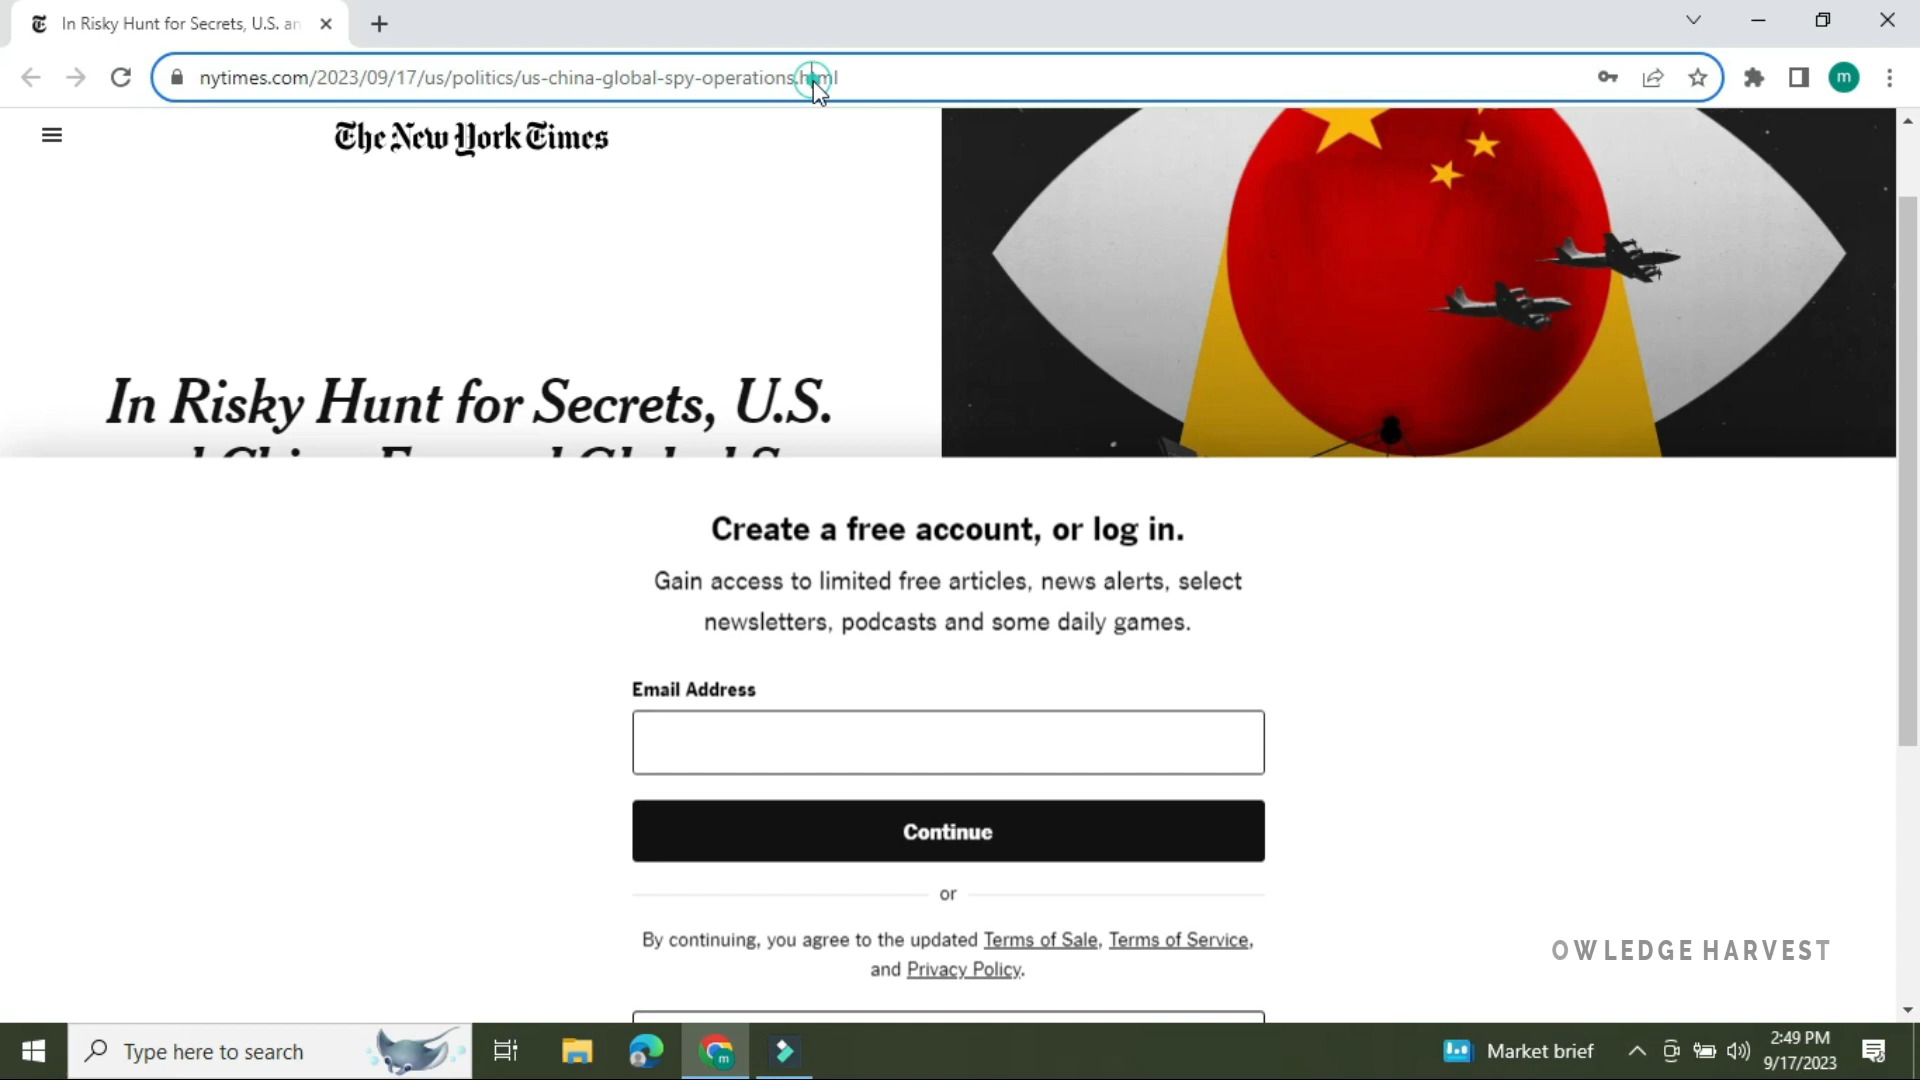 In Risky Hunt for Secrets, U.S. an
nytimes.com/2023/09/17/us/politics/us-china-global-spy-operations.html
m
The New York Times
In Risky Hunt for Secrets, U.S.
Create a free account, or log in.
Gain access to limited free articles, news alerts, select
newsletters, podcasts and some daily games.
Email Address
Continue
or
By continuing, you agree to the updated Terms of Sale, Terms of Service,
and Privacy Policy.
OWLEDGE HARVEST
Type here to search
m
Market brief
2:49 PM
9/17/2023